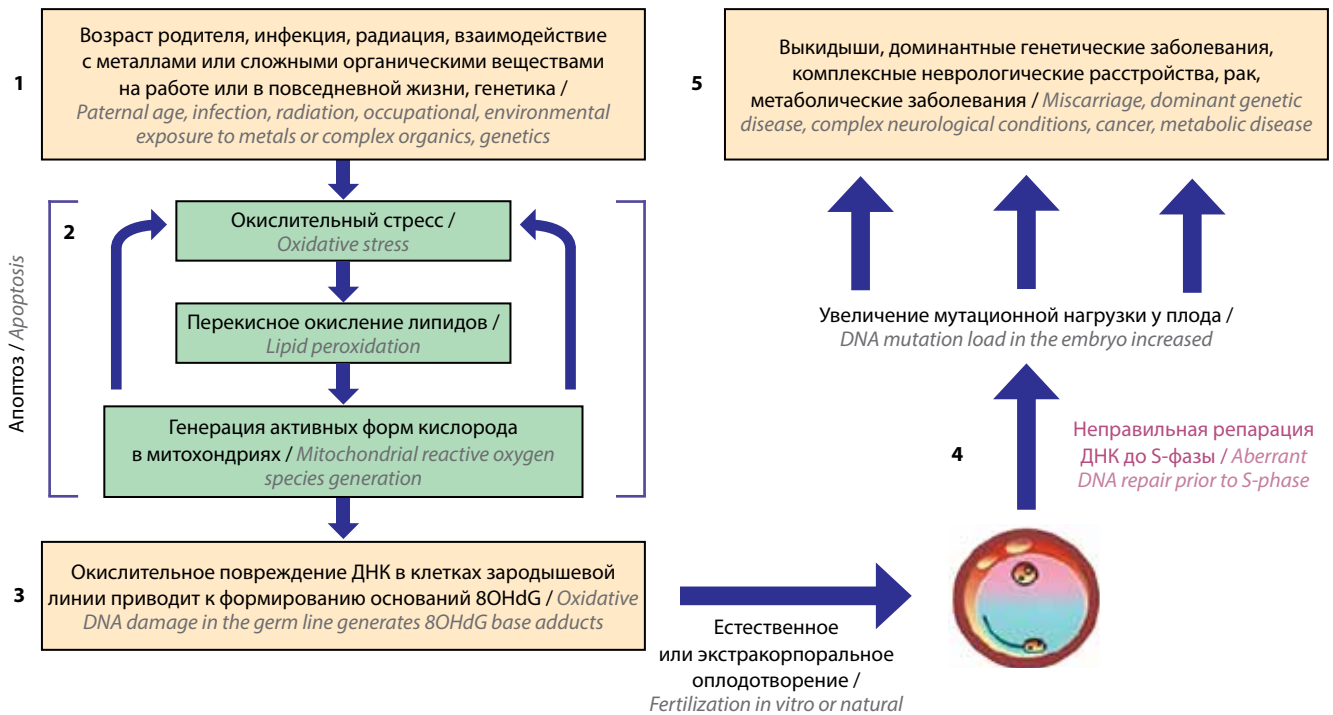 1
Возраст родителя, инфекция, радиация, взаимодействие
с металлами или сложными органическими веществами
на работе или в повседневной жизни, генетика /
Paternal age, infection, radiation, occupational, environmental
exposure to metals or complex organics, genetics
Апоптоз / Apoptosis
2
Окислительный стресс /
Oxidative stress
Перекисное окисление липидов /
Lipid peroxidation
Генерация активных форм кислорода
в митохондриях / Mitochondrial reactive oxygen
species generation
3
Окислительное повреждение ДНК в клетках зародышевой
линии приводит к формированию оснований 8OHdG / Oxidative
DNA damage in the germ line generates 8OHdG base adducts
Естественное
или экстракорпоральное
оплодотворение /
Fertilization in vitro or natural
4
Неправильная репарация
ДНК до S-фазы / Aberrant
DNA repair prior to S-phase
Увеличение мутационной нагрузки у плода /
DNA mutation load in the embryo increased
5
Выкидыши, доминантные генетические заболевания,
комплексные неврологические расстройства, рак,
метаболические заболевания / Miscarriage, dominant genetic
disease, complex neurological conditions, cancer, metabolic disease